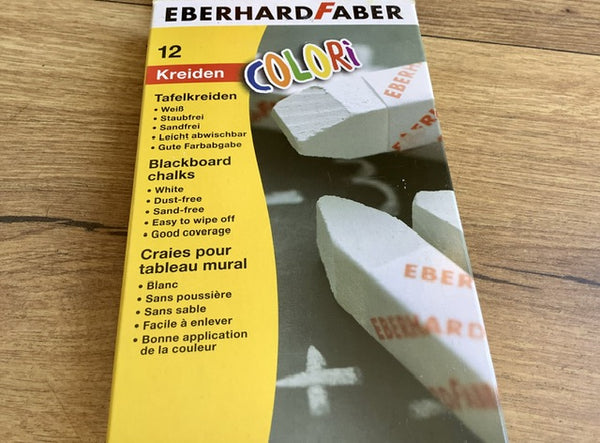 EBERHARDFABER
12
Kreiden
COLORi
Tafelkreiden
• Weiß
• Staubfrei
• Sandfrei
• Leicht abwischbar
• Gute Farbabgabe
Blackboard
chalks
• White
• Dust-free
• Sand-free
• Easy to wipe off
• Good coverage
Craies pour
tableau mural
• Blanc
• Sans poussière
• Sans sable
• Facile à enlever
• Bonne application
de la couleur
EBERH
EBER
EBERHARD